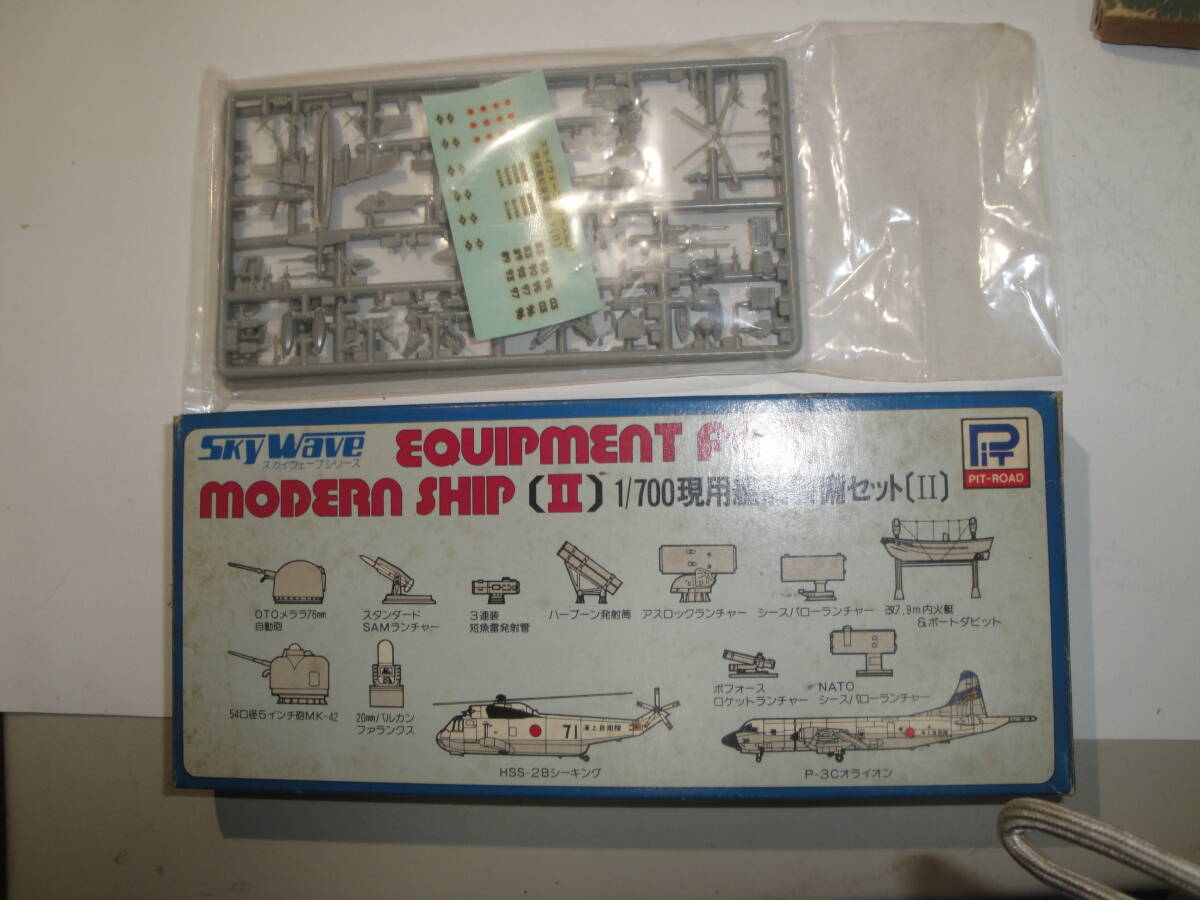 SkyWave
スカイウェーブシリーズ
EQUIPMENT
MODERN SHIP〔II〕
1/700現用 セット〔II〕
PiT
PIT-ROAD
OTOメララ76mm
自動砲
スタンダード
SAMランチャー
3連装
短魚雷発射管
ハープーン発射筒
アスロックランチャー
シースパローランチャー
改7.9m内火艇
&ボートダビット
54口径5インチ砲MK-42
20mmバルカン
ファランクス
ボフォース
ロケットランチャー
NATO
シースパローランチャー
71
海上自衛隊
HSS-2Bシーキング
P-3Cオライオン